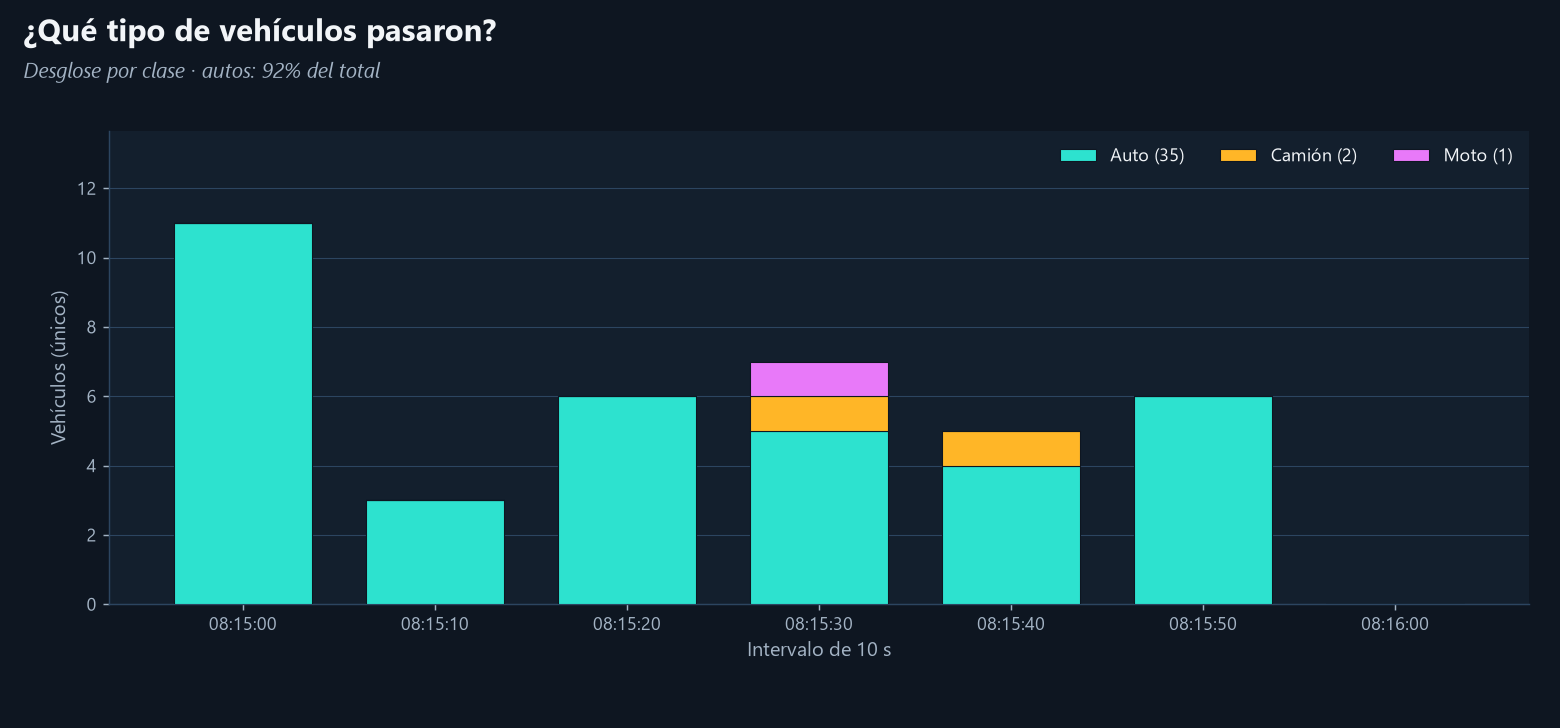 ¿Qué tipo de vehículos pasaron?
Desglose por clase · autos: 92% del total
Auto (35) Camión (2) Moto (1)
12
10
8
6
4
2
0
Vehículos (únicos)
08:15:00 08:15:10 08:15:20 08:15:30 08:15:40 08:15:50 08:16:00
Intervalo de 10 s